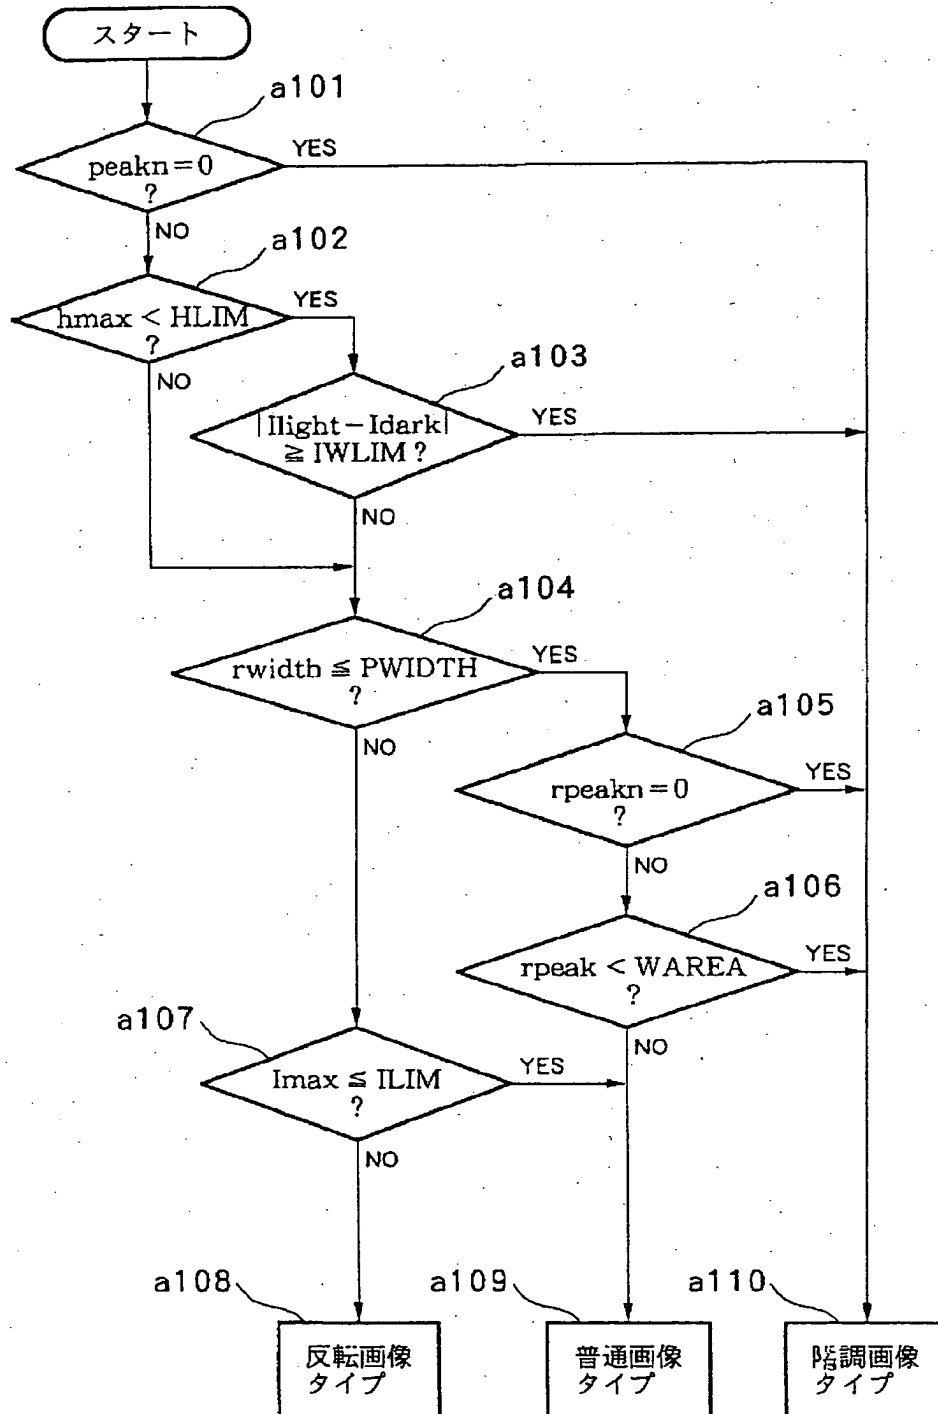 スタート
a101
peakn=0
?
YES
NO
a102
hmax < HLIM
?
YES
NO
a103
|Ilight−Idark|
≧ IWLIM ?
YES
NO
a104
rwidth ≦ PWIDTH
?
YES
NO
a105
rpeakn=0
?
YES
NO
a106
rpeak < WAREA
?
YES
NO
a107
Imax ≦ ILIM
?
YES
NO
a108
反転画像
タイプ
a109
普通画像
タイプ
a110
階調画像
タイプ